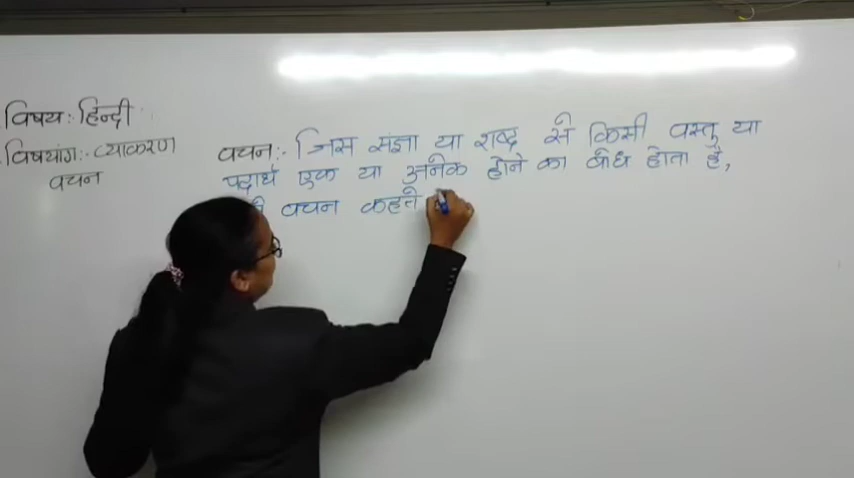 विषय:- हिन्दी
विषयांग:- व्याकरण
वचन
वचन:- जिस संज्ञा या शब्द से किसी वस्तु या
पदार्थ एक या अनेक होने का बोध होता है,
वचन कहते